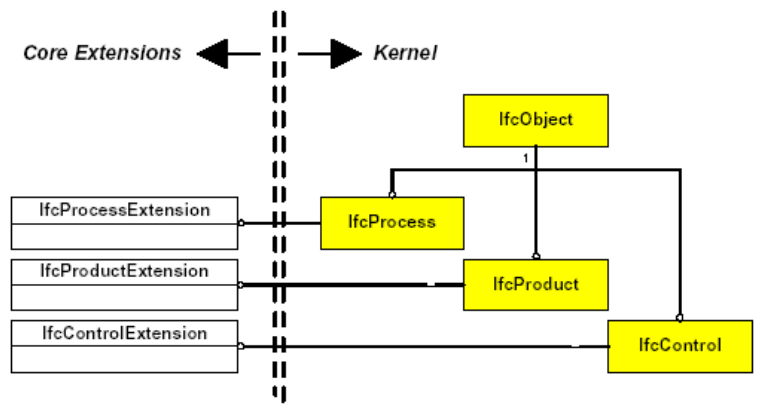 Core Extensions Kernel
IfcObject
1
IfcProcessExtension
IfcProcess
IfcProductExtension
IfcProduct
IfcControlExtension
IfcControl